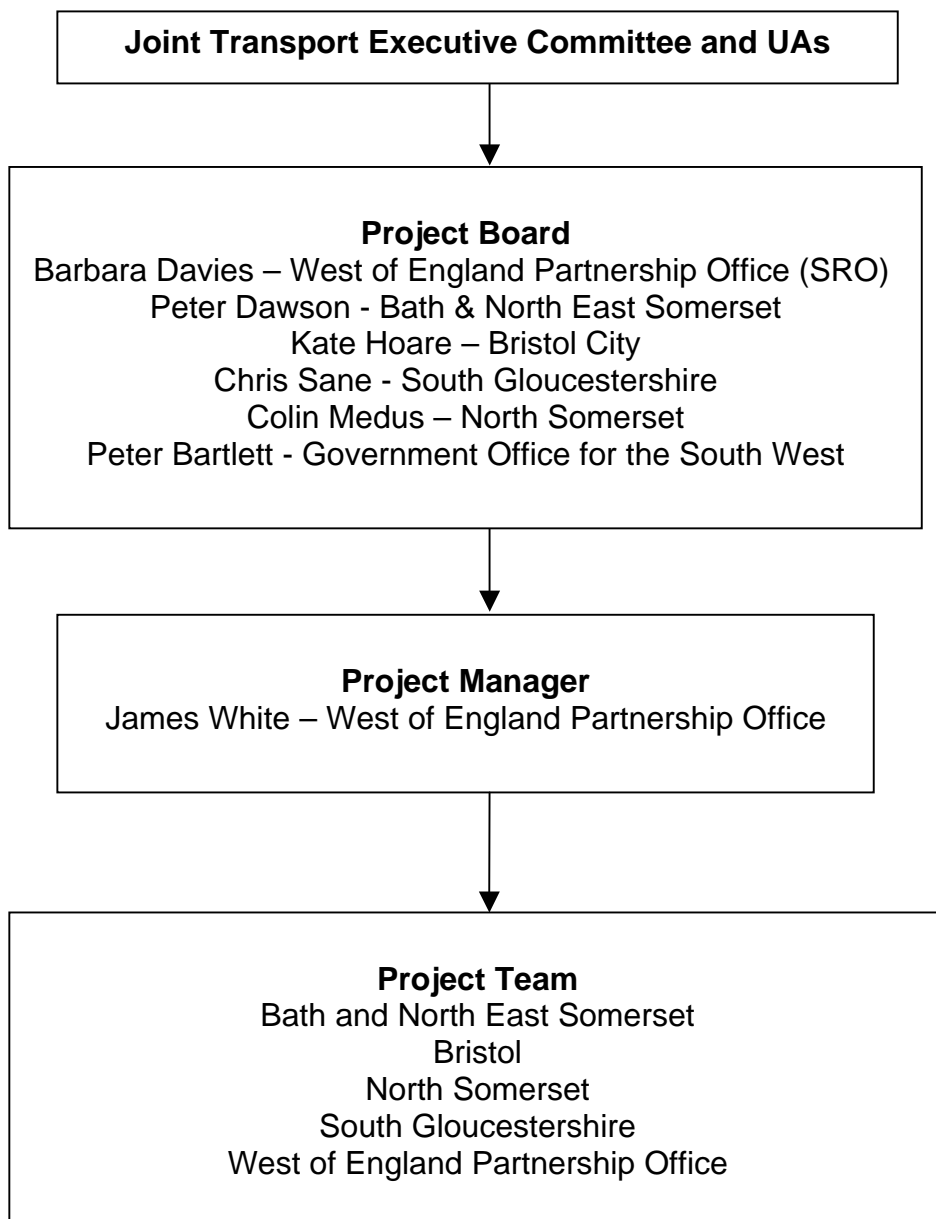 Joint Transport Executive Committee and UAs
Project Board
Barbara Davies – West of England Partnership Office (SRO)
Peter Dawson - Bath & North East Somerset
Kate Hoare – Bristol City
Chris Sane - South Gloucestershire
Colin Medus – North Somerset
Peter Bartlett - Government Office for the South West
Project Manager
James White – West of England Partnership Office
Project Team
Bath and North East Somerset
Bristol
North Somerset
South Gloucestershire
West of England Partnership Office